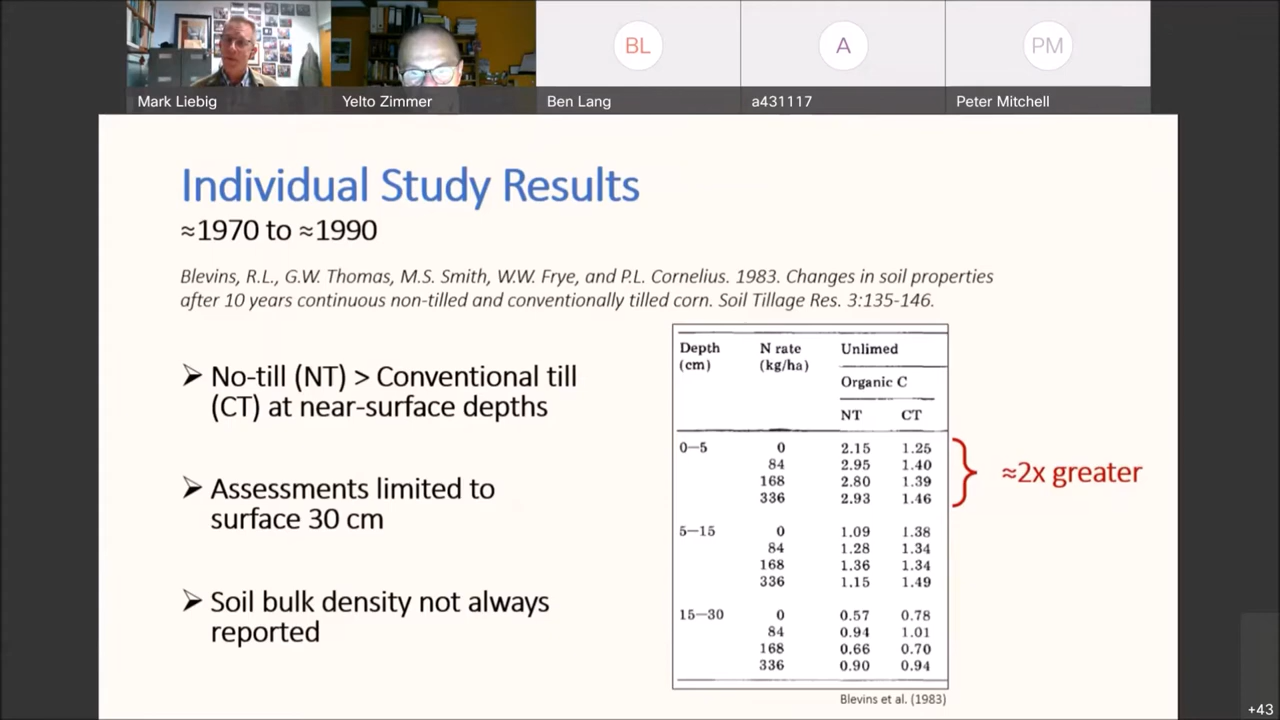 BL
A
PM
Mark Liebig
Yelto Zimmer
Ben Lang
a431117
Peter Mitchell
Individual Study Results
≈1970 to ≈1990
Blevins, R.L., G.W. Thomas, M.S. Smith, W.W. Frye, and P.L. Cornelius. 1983. Changes in soil properties
after 10 years continuous non-tilled and conventionally tilled corn. Soil Tillage Res. 3:135-146.
➢ No-till (NT) > Conventional till
(CT) at near-surface depths
➢ Assessments limited to
surface 30 cm
➢ Soil bulk density not always
reported
Depth N rate Unlimed
(cm) (kg/ha)
Organic C
NT CT
0—5 0 2.15 1.25
84 2.95 1.40
168 2.80 1.39
336 2.93 1.46
5—15 0 1.09 1.38
84 1.28 1.34
168 1.36 1.34
336 1.15 1.49
15—30 0 0.57 0.78
84 0.94 1.01
168 0.66 0.70
336 0.90 0.94
≈2x greater
Blevins et al. (1983)
+43